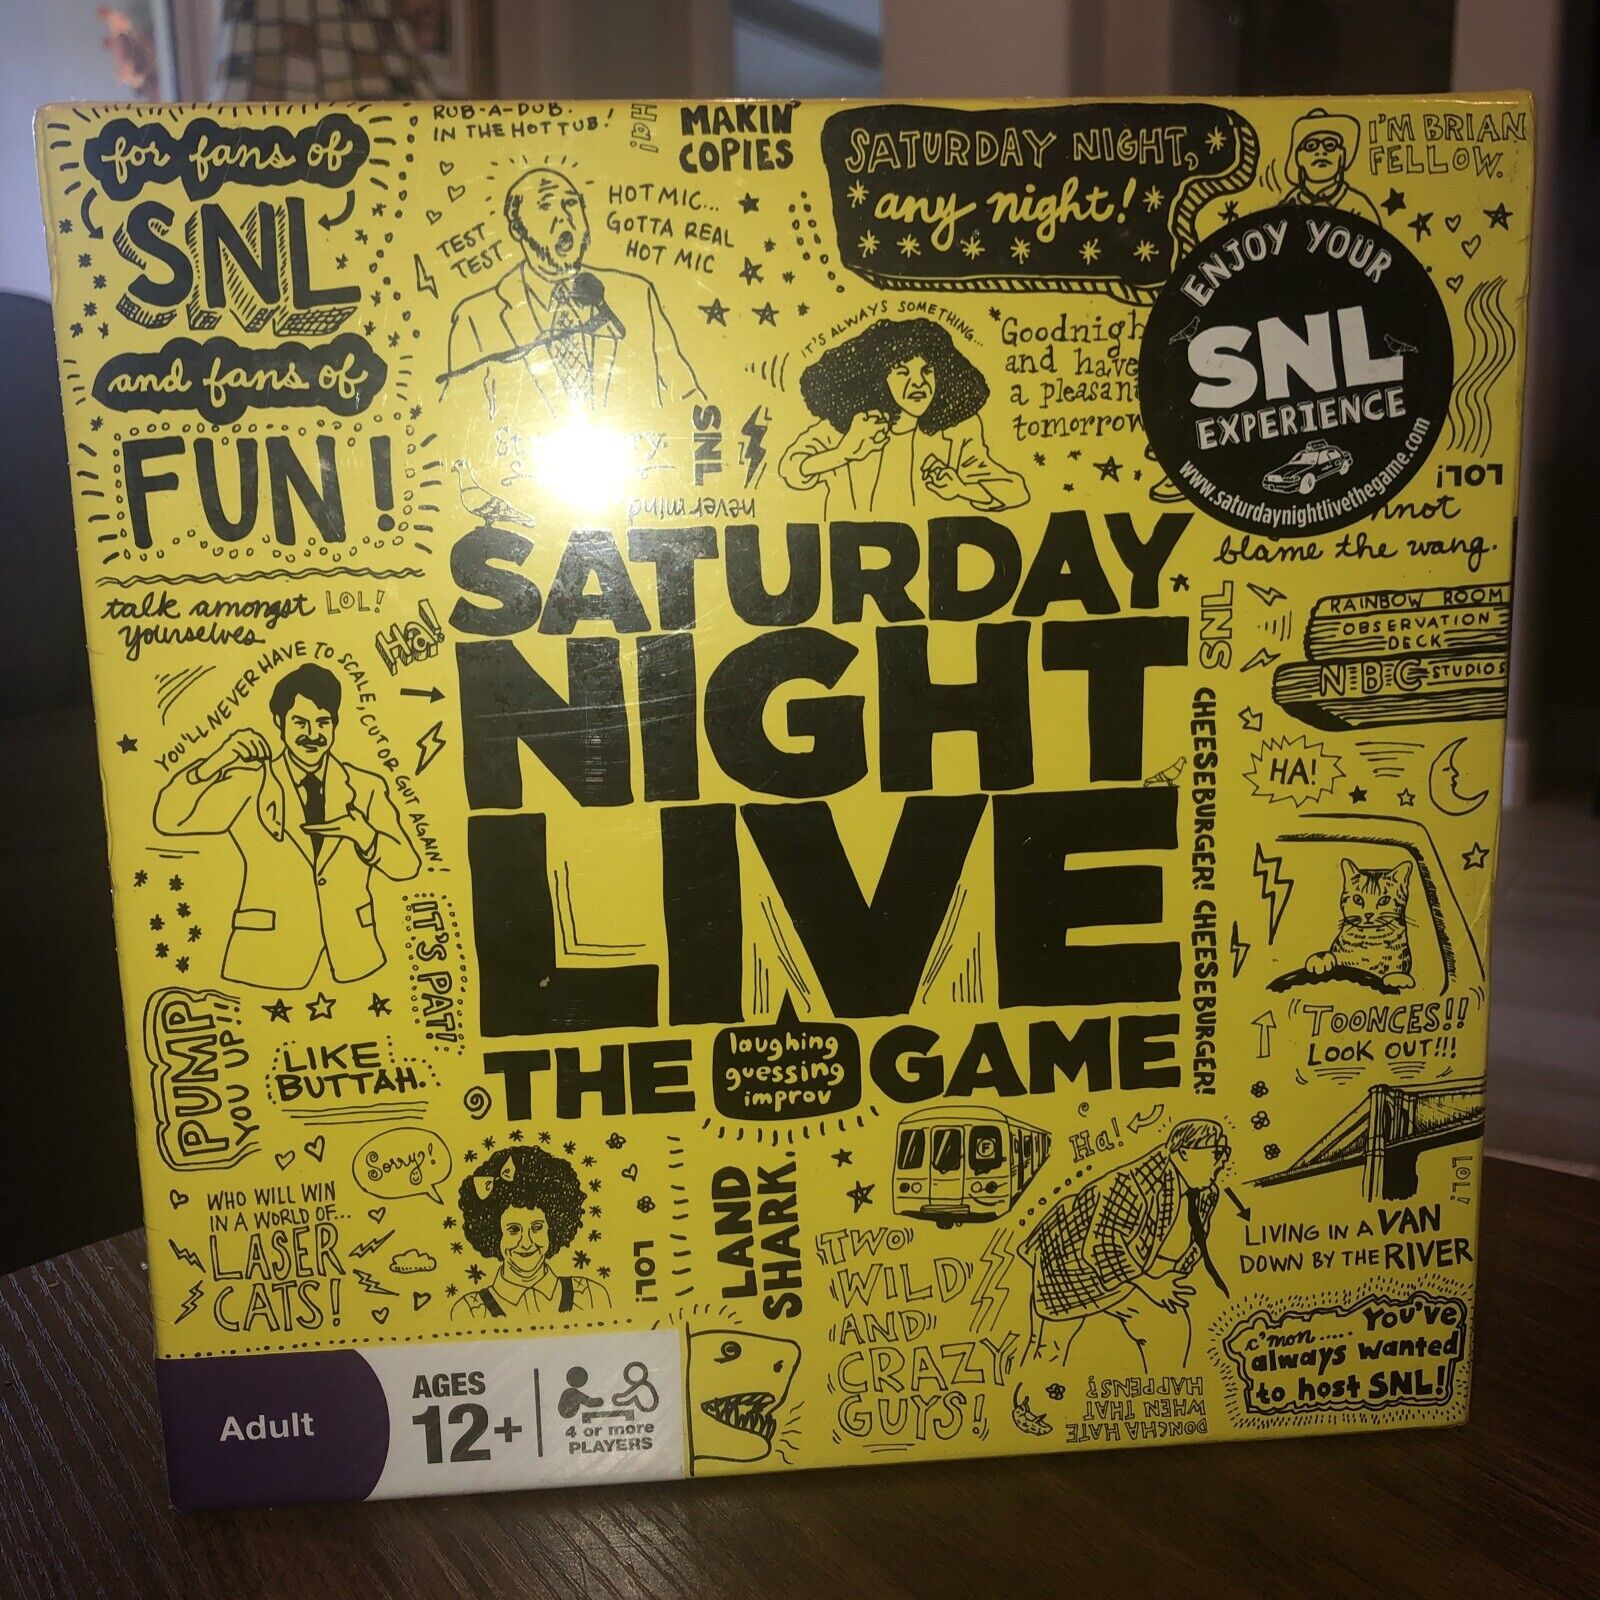 for fans of
SNL
and fans of
FUN!
RUB-A-DUB.
IN THE HOT TUB!
Ha!
MAKIN'
COPIES
SATURDAY NIGHT,
any night!
I'M BRIAN
FELLOW.
TEST
TEST
HOT MIC...
GOTTA REAL
HOT MIC
IT'S ALWAYS SOMETHING...
"Goodnigh
and have
a pleasan
tomorrow
ENJOY YOUR
SNL
EXPERIENCE
www.saturdaynightlivethegame.com
SNL
never mind
LOL!
nnot
blame the wang.
talk amongst
yourselves
LOL!
Ha!
YOU'LL NEVER HAVE TO SCALE, CUT OR GUT AGAIN!
SATURDAY
NIGHT
LIVE
THE
laughing
guessing
improv
GAME
SNL
RAINBOW ROOM
OBSERVATION
DECK
NBC STUDIOS
CHEESEBURGER! CHEESEBURGER!
HA!
"TOONCES!!
LOOK OUT!!!
IT'S PAT!
PUMP
YOU UP!!
LIKE
BUTTAH.
Sorry!
WHO WILL WIN
IN A WORLD OF...
LASER
CATS!
LOL!
LAND
SHARK.
F
Ha!
TWO
WILD
AND
CRAZY
GUYS!
LOL!
LIVING IN A VAN
DOWN BY THE RIVER
DONCHA HATE
WHEN THAT
HAPPENS?
c'mon..... You've
always wanted
to host SNL!
Adult
AGES
12+
4 or more
PLAYERS